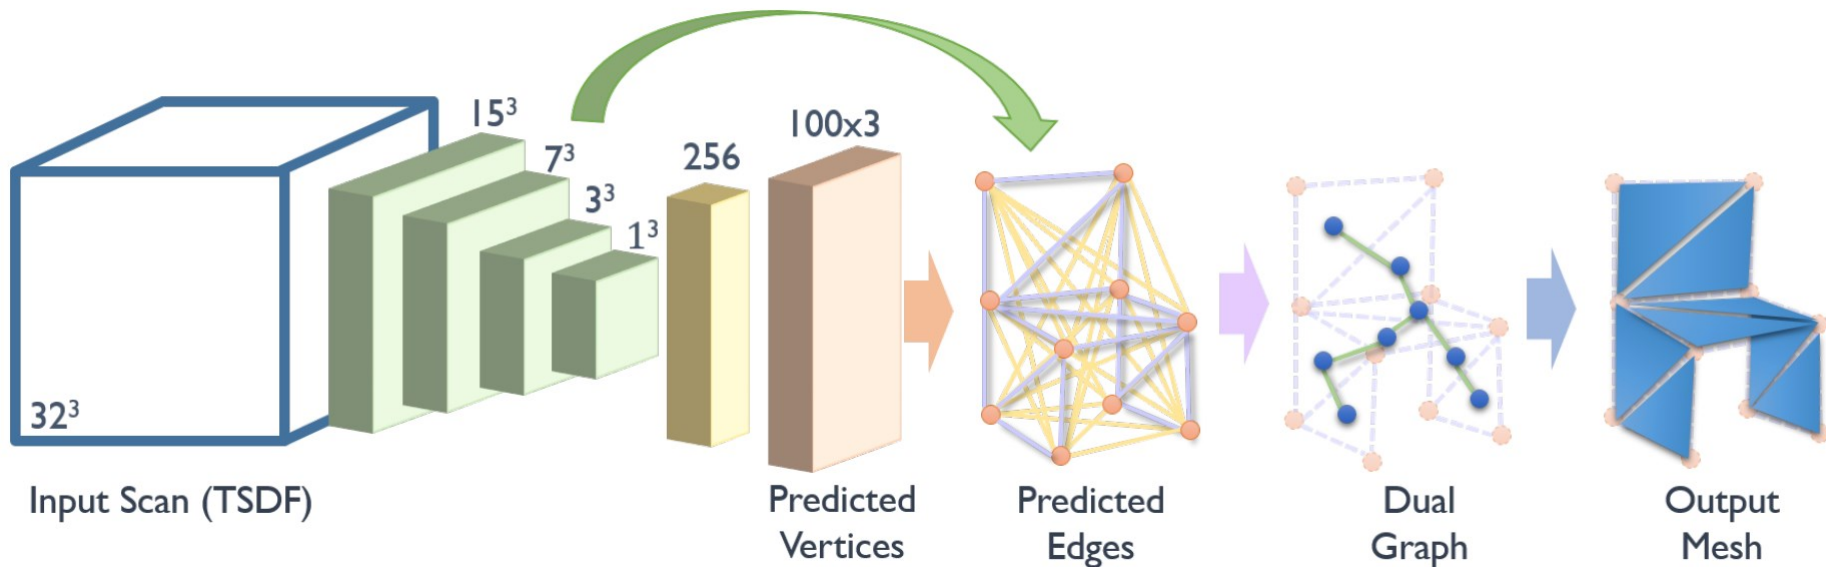 32³
15³
7³
3³
1³
256
100x3
Input Scan (TSDF)
Predicted
Vertices
Predicted
Edges
Dual
Graph
Output
Mesh